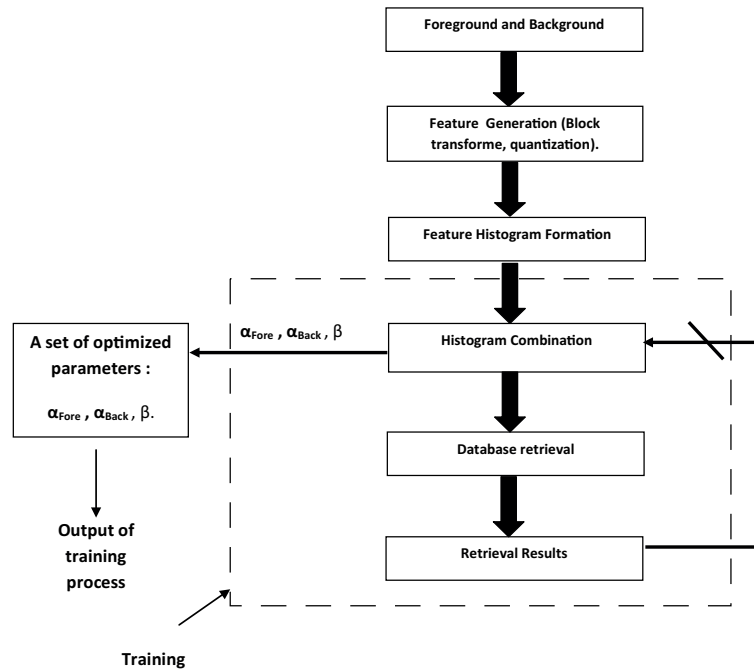 Foreground and Background
Feature Generation (Block
transforme, quantization).
Feature Histogram Formation
αFore , αBack , β
Histogram Combination
A set of optimized
parameters :
αFore , αBack , β.
Database retrieval
Output of
training
process
Retrieval Results
Training